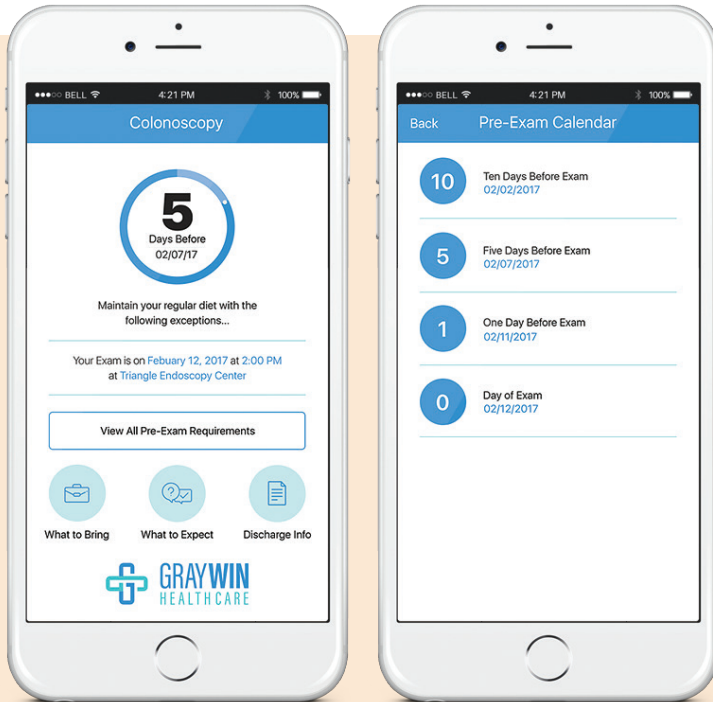 BELL 4:21 PM 100%
Colonoscopy
5
Days Before
02/07/17
Maintain your regular diet with the
following exceptions...
Your Exam is on Febuary 12, 2017 at 2:00 PM
at Triangle Endoscopy Center
View All Pre-Exam Requirements
What to Bring What to Expect Discharge Info
GRAYWIN
HEALTHCARE
BELL 4:21 PM 100%
Back Pre-Exam Calendar
10
Ten Days Before Exam
02/02/2017
5
Five Days Before Exam
02/07/2017
1
One Day Before Exam
02/11/2017
0
Day of Exam
02/12/2017